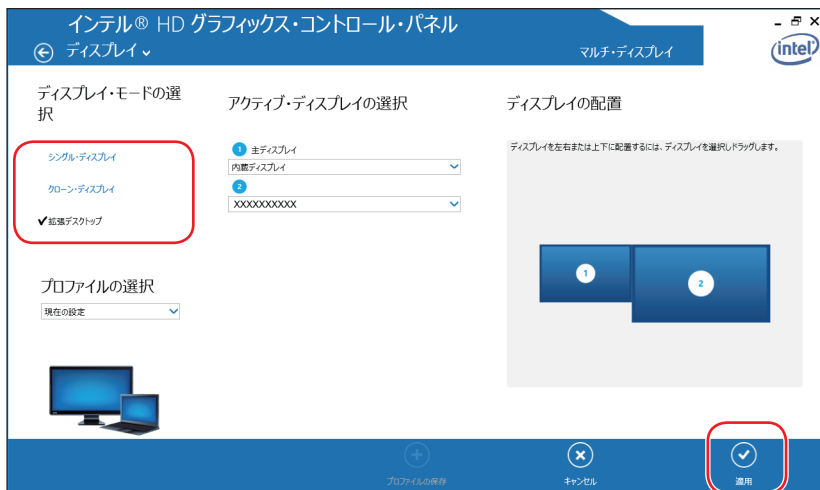 インテル® HD グラフィックス・コントロール・パネル
ディスプレイ
マルチ・ディスプレイ
intel
ディスプレイ・モードの選
択
シングル・ディスプレイ
クローン・ディスプレイ
✔拡張デスクトップ
プロファイルの選択
現在の設定
アクティブ・ディスプレイの選択
1 主ディスプレイ
内蔵ディスプレイ
2
XXXXXXXXXX
ディスプレイの配置
ディスプレイを左右または上下に配置するには、ディスプレイを選択しドラッグします。
1
2
プロファイルの保存
キャンセル
適用